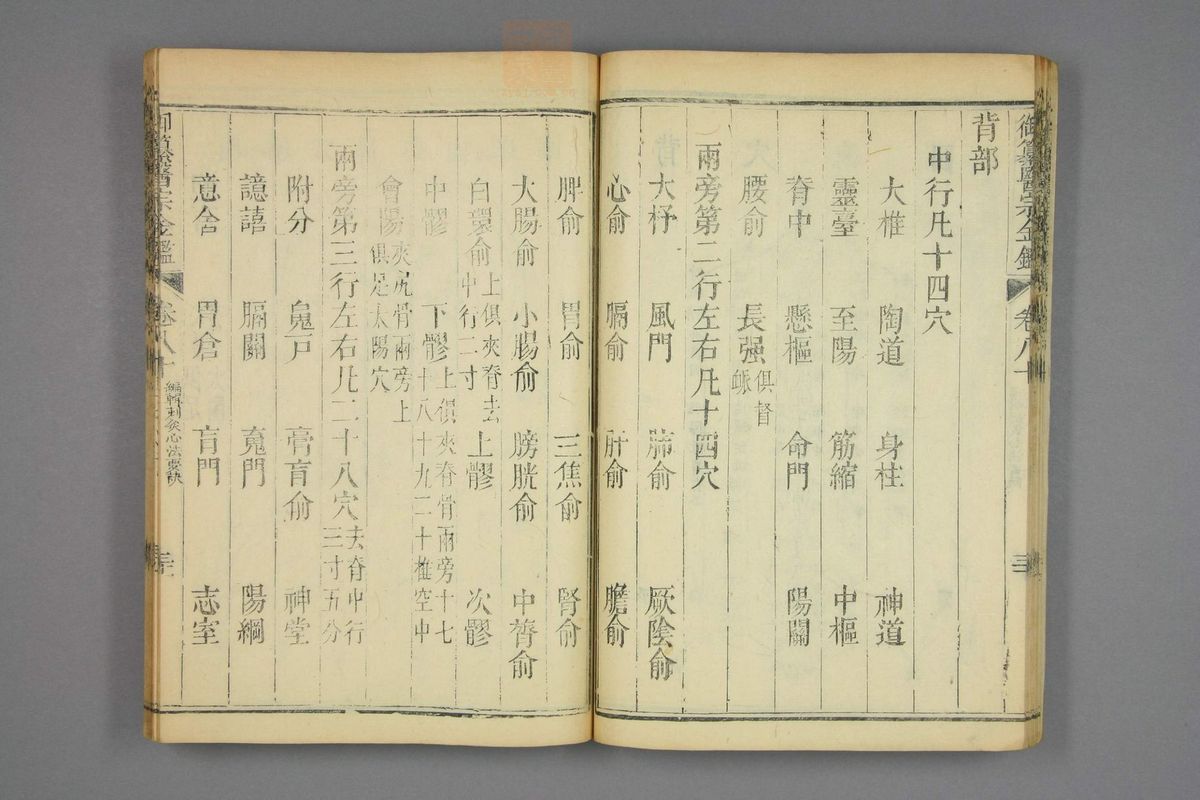 御纂醫宗金鑑 卷八十
背部
中行凡十四穴
大椎 陶道 身柱 神道
靈臺 至陽 筋縮 中樞
脊中 懸樞 命門 陽關
腰俞 長强俱督脈
兩旁第二行左右凡十四穴
大杼 風門 肺俞 厥陰俞
心俞 膈俞 肝俞 膽俞
脾俞 胃俞 三焦俞 腎俞
大腸俞 小腸俞 膀胱俞 中膂俞
白環俞上俱夾脊去中行二寸 上髎 次髎
中髎 下髎上俱夾脊骨兩旁十七十八十九二十椎空中
會陽夾尻骨兩旁上俱足太陽穴
兩旁第三行左右凡二十八穴去脊中行三寸五分
附分 魄戸 膏肓俞 神堂
譩譆 膈關 魂門 陽綱
意舍 胃倉 肓門 志室
醫宗金鑑 卷八十 編輯刺灸心法要訣